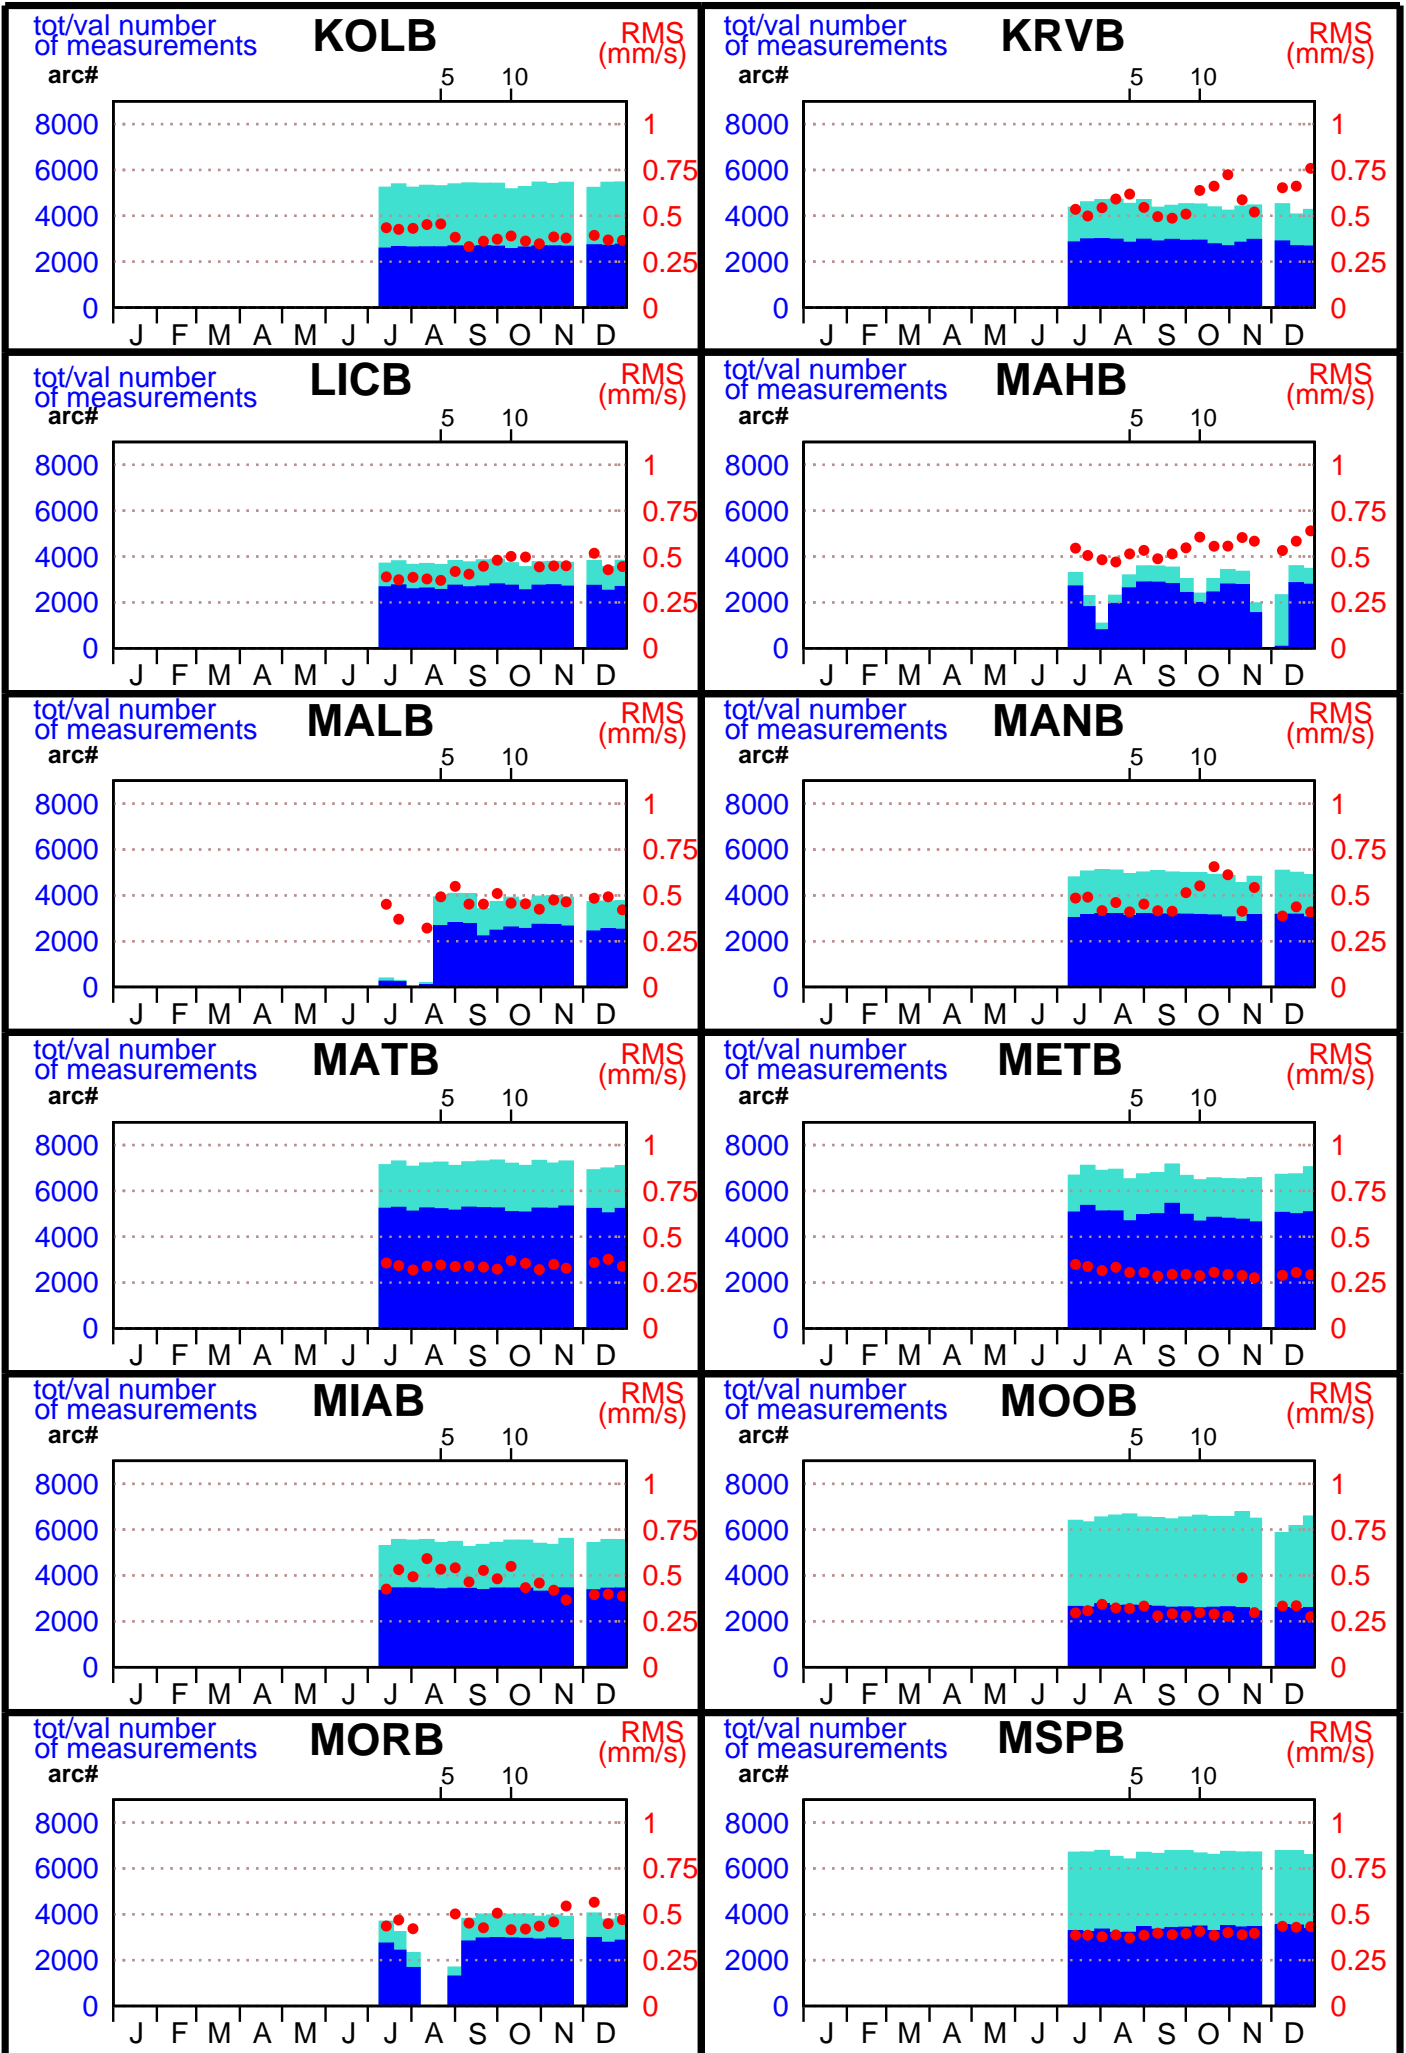 tot/val number
of measurements
KOLB
RMS
(mm/s)
arc#
5 10
8000 1
6000 0.75
4000 0.5
2000 0.25
0 0
J F M A M J J A S O N D
tot/val number
of measurements
KRVB
RMS
(mm/s)
arc#
5 10
8000 1
6000 0.75
4000 0.5
2000 0.25
0 0
J F M A M J J A S O N D
tot/val number
of measurements
LICB
RMS
(mm/s)
arc#
5 10
8000 1
6000 0.75
4000 0.5
2000 0.25
0 0
J F M A M J J A S O N D
tot/val number
of measurements
MAHB
RMS
(mm/s)
arc#
5 10
8000 1
6000 0.75
4000 0.5
2000 0.25
0 0
J F M A M J J A S O N D
tot/val number
of measurements
MALB
RMS
(mm/s)
arc#
5 10
8000 1
6000 0.75
4000 0.5
2000 0.25
0 0
J F M A M J J A S O N D
tot/val number
of measurements
MANB
RMS
(mm/s)
arc#
5 10
8000 1
6000 0.75
4000 0.5
2000 0.25
0 0
J F M A M J J A S O N D
tot/val number
of measurements
MATB
RMS
(mm/s)
arc#
5 10
8000 1
6000 0.75
4000 0.5
2000 0.25
0 0
J F M A M J J A S O N D
tot/val number
of measurements
METB
RMS
(mm/s)
arc#
5 10
8000 1
6000 0.75
4000 0.5
2000 0.25
0 0
J F M A M J J A S O N D
tot/val number
of measurements
MIAB
RMS
(mm/s)
arc#
5 10
8000 1
6000 0.75
4000 0.5
2000 0.25
0 0
J F M A M J J A S O N D
tot/val number
of measurements
MOOB
RMS
(mm/s)
arc#
5 10
8000 1
6000 0.75
4000 0.5
2000 0.25
0 0
J F M A M J J A S O N D
tot/val number
of measurements
MORB
RMS
(mm/s)
arc#
5 10
8000 1
6000 0.75
4000 0.5
2000 0.25
0 0
J F M A M J J A S O N D
tot/val number
of measurements
MSPB
RMS
(mm/s)
arc#
5 10
8000 1
6000 0.75
4000 0.5
2000 0.25
0 0
J F M A M J J A S O N D